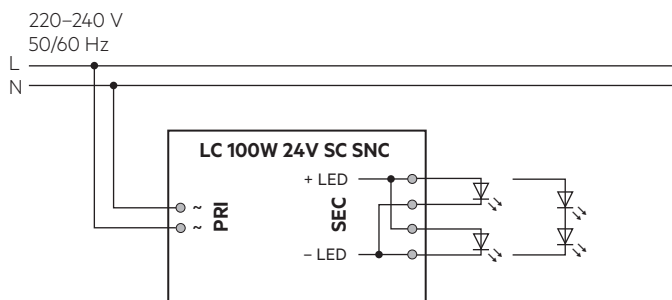 220–240 V
50/60 Hz
L
N
LC 100W 24V SC SNC
+ LED
~
PRI
SEC
~
– LED